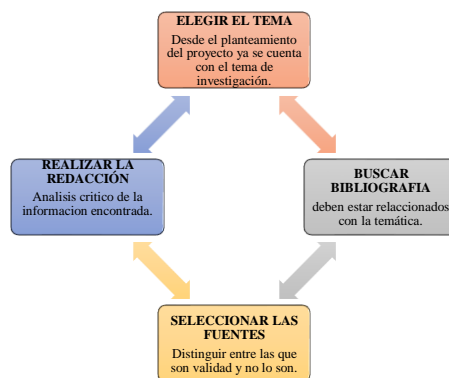 ELEGIR EL TEMA
Desde el planteamiento
del proyecto ya se cuenta
con el tema de
investigación.
REALIZAR LA
REDACCIÓN
Analisis critico de la
informacion encontrada.
BUSCAR
BIBLIOGRAFIA
deben estar relaccionados
con la temática.
SELECCIONAR LAS
FUENTES
Distinguir entre las que
son validad y no lo son.